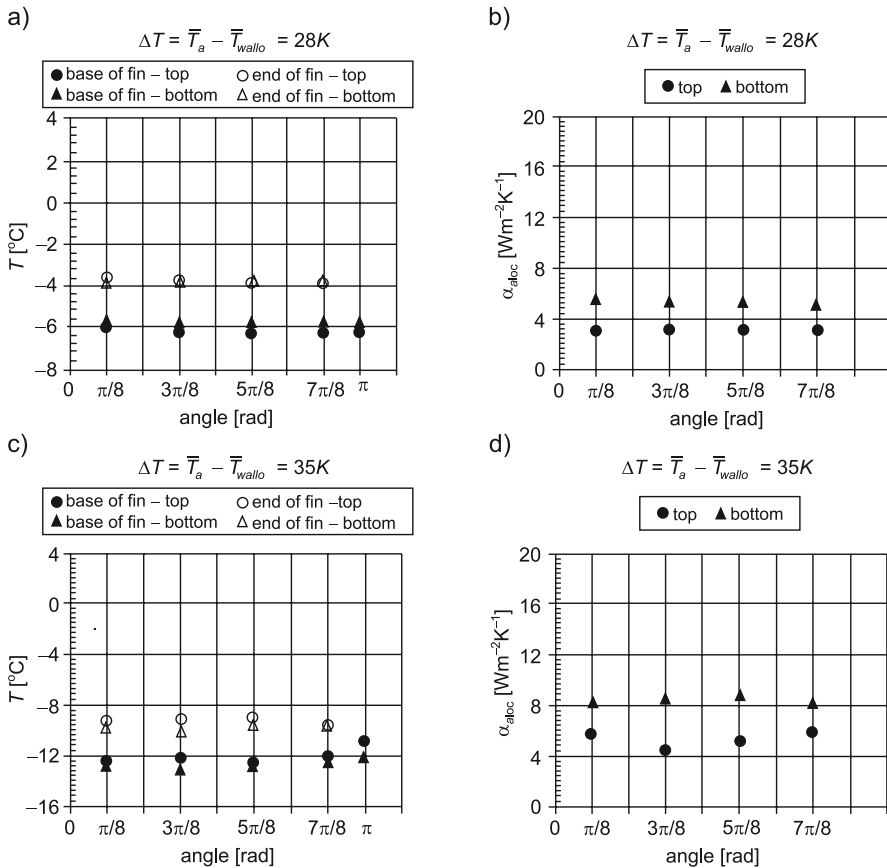 a)
ΔT = T̅a – T̅wallo = 28K
● base of fin – top ○ end of fin – top
▲ base of fin – bottom △ end of fin – bottom
4
2
0
–2
–4
–6
–8
T [°C]
0 π/8 3π/8 5π/8 7π/8 π
angle [rad]
b)
ΔT = T̅a – T̅wallo = 28K
● top ▲ bottom
20
16
12
8
4
0
αaloc [Wm–2K–1]
0 π/8 3π/8 5π/8 7π/8
angle [rad]
c)
ΔT = T̅a – T̅wallo = 35K
● base of fin – top ○ end of fin –top
▲ base of fin – bottom △ end of fin – bottom
4
0
–4
–8
–12
–16
T [°C]
0 π/8 3π/8 5π/8 7π/8 π
angle [rad]
d)
ΔT = T̅a – T̅wallo = 35K
● top ▲ bottom
20
16
12
8
4
0
αaloc [Wm–2K–1]
0 π/8 3π/8 5π/8 7π/8
angle [rad]